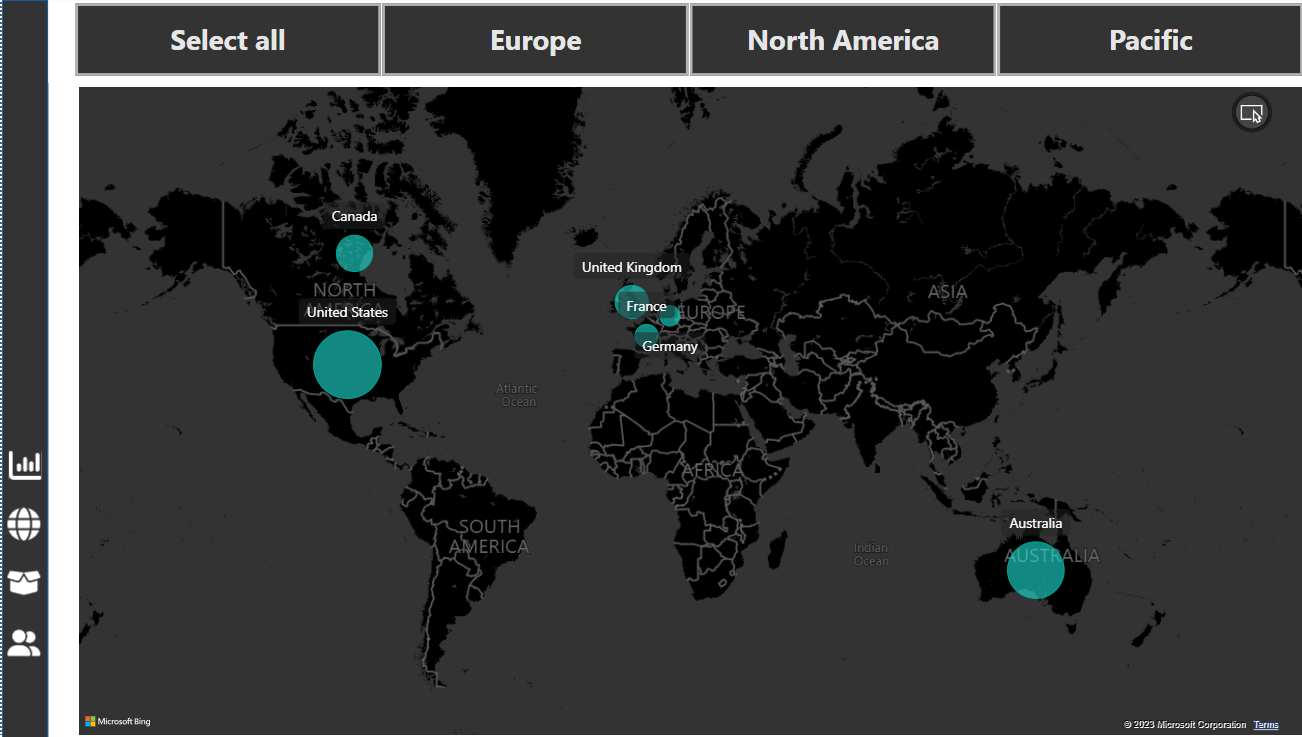 Select all
Europe
North America
Pacific
Canada
NORTH
AMERICA
United States
United Kingdom
France
EUROPE
Germany
ASIA
Atlantic
Ocean
AFRICA
SOUTH
AMERICA
Indian
Ocean
Australia
AUSTRALIA
Microsoft Bing
© 2023 Microsoft Corporation Terms